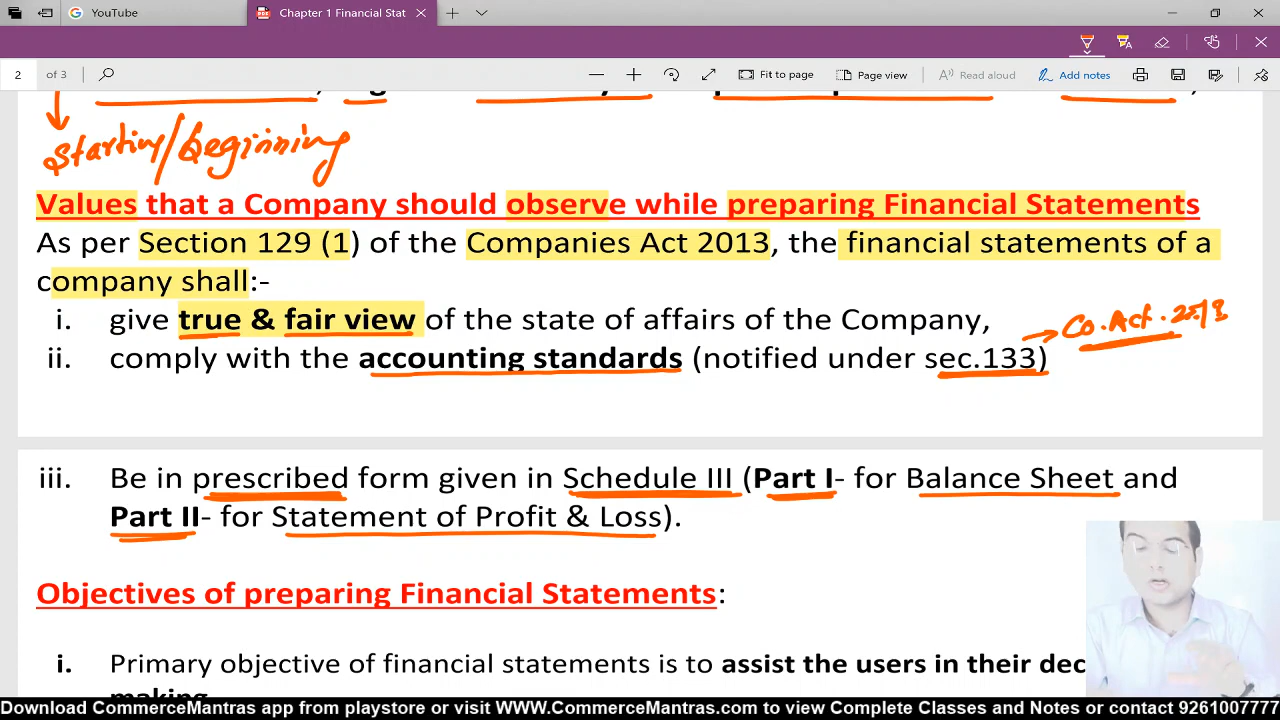 YouTube
Chapter 1 Financial Stat
2 of 3
Fit to page
Page view
Read aloud
Add notes
Starting/beginning
Values that a Company should observe while preparing Financial Statements
As per Section 129 (1) of the Companies Act 2013, the financial statements of a
company shall:-
i. give true & fair view of the state of affairs of the Company,
Co. Act. 2013
ii. comply with the accounting standards (notified under sec.133)
iii. Be in prescribed form given in Schedule III (Part I- for Balance Sheet and
Part II- for Statement of Profit & Loss).
Objectives of preparing Financial Statements:
i. Primary objective of financial statements is to assist the users in their dec
making
Download CommerceMantras app from playstore or visit WWW.CommerceMantras.com to view Complete Classes and Notes or contact 9261007777